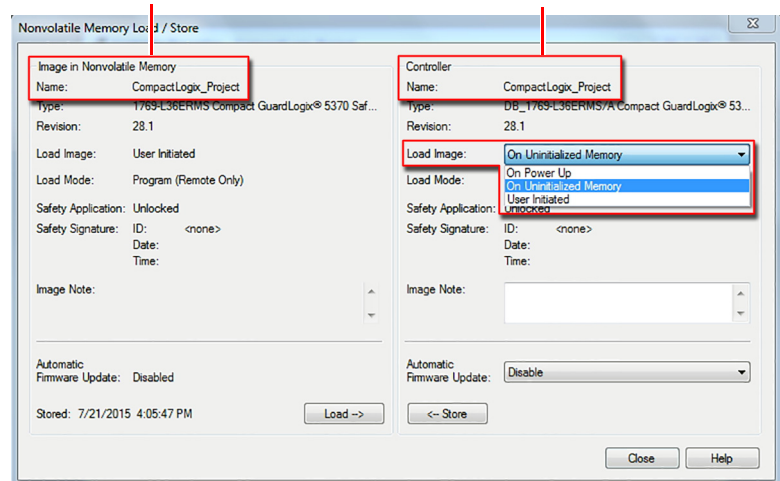 Nonvolatile Memory Load / Store
Image in Nonvolatile Memory
Name: CompactLogix_Project
Type: 1769-L36ERMS Compact GuardLogix® 5370 Saf...
Revision: 28.1
Load Image: User Initiated
Load Mode: Program (Remote Only)
Safety Application: Unlocked
Safety Signature: ID: <none>
Date:
Time:
Image Note:
Automatic
Firmware Update: Disabled
Stored: 7/21/2015 4:05:47 PM
Load -->
Controller
Name: CompactLogix_Project
Type: DB_1769-L36ERMS/A Compact GuardLogix® 53...
Revision: 28.1
Load Image: On Uninitialized Memory
On Power Up
On Uninitialized Memory
User Initiated
Load Mode:
Safety Application: Unlocked
Safety Signature: ID: <none>
Date:
Time:
Image Note:
Automatic
Firmware Update: Disable
<-- Store
Close
Help